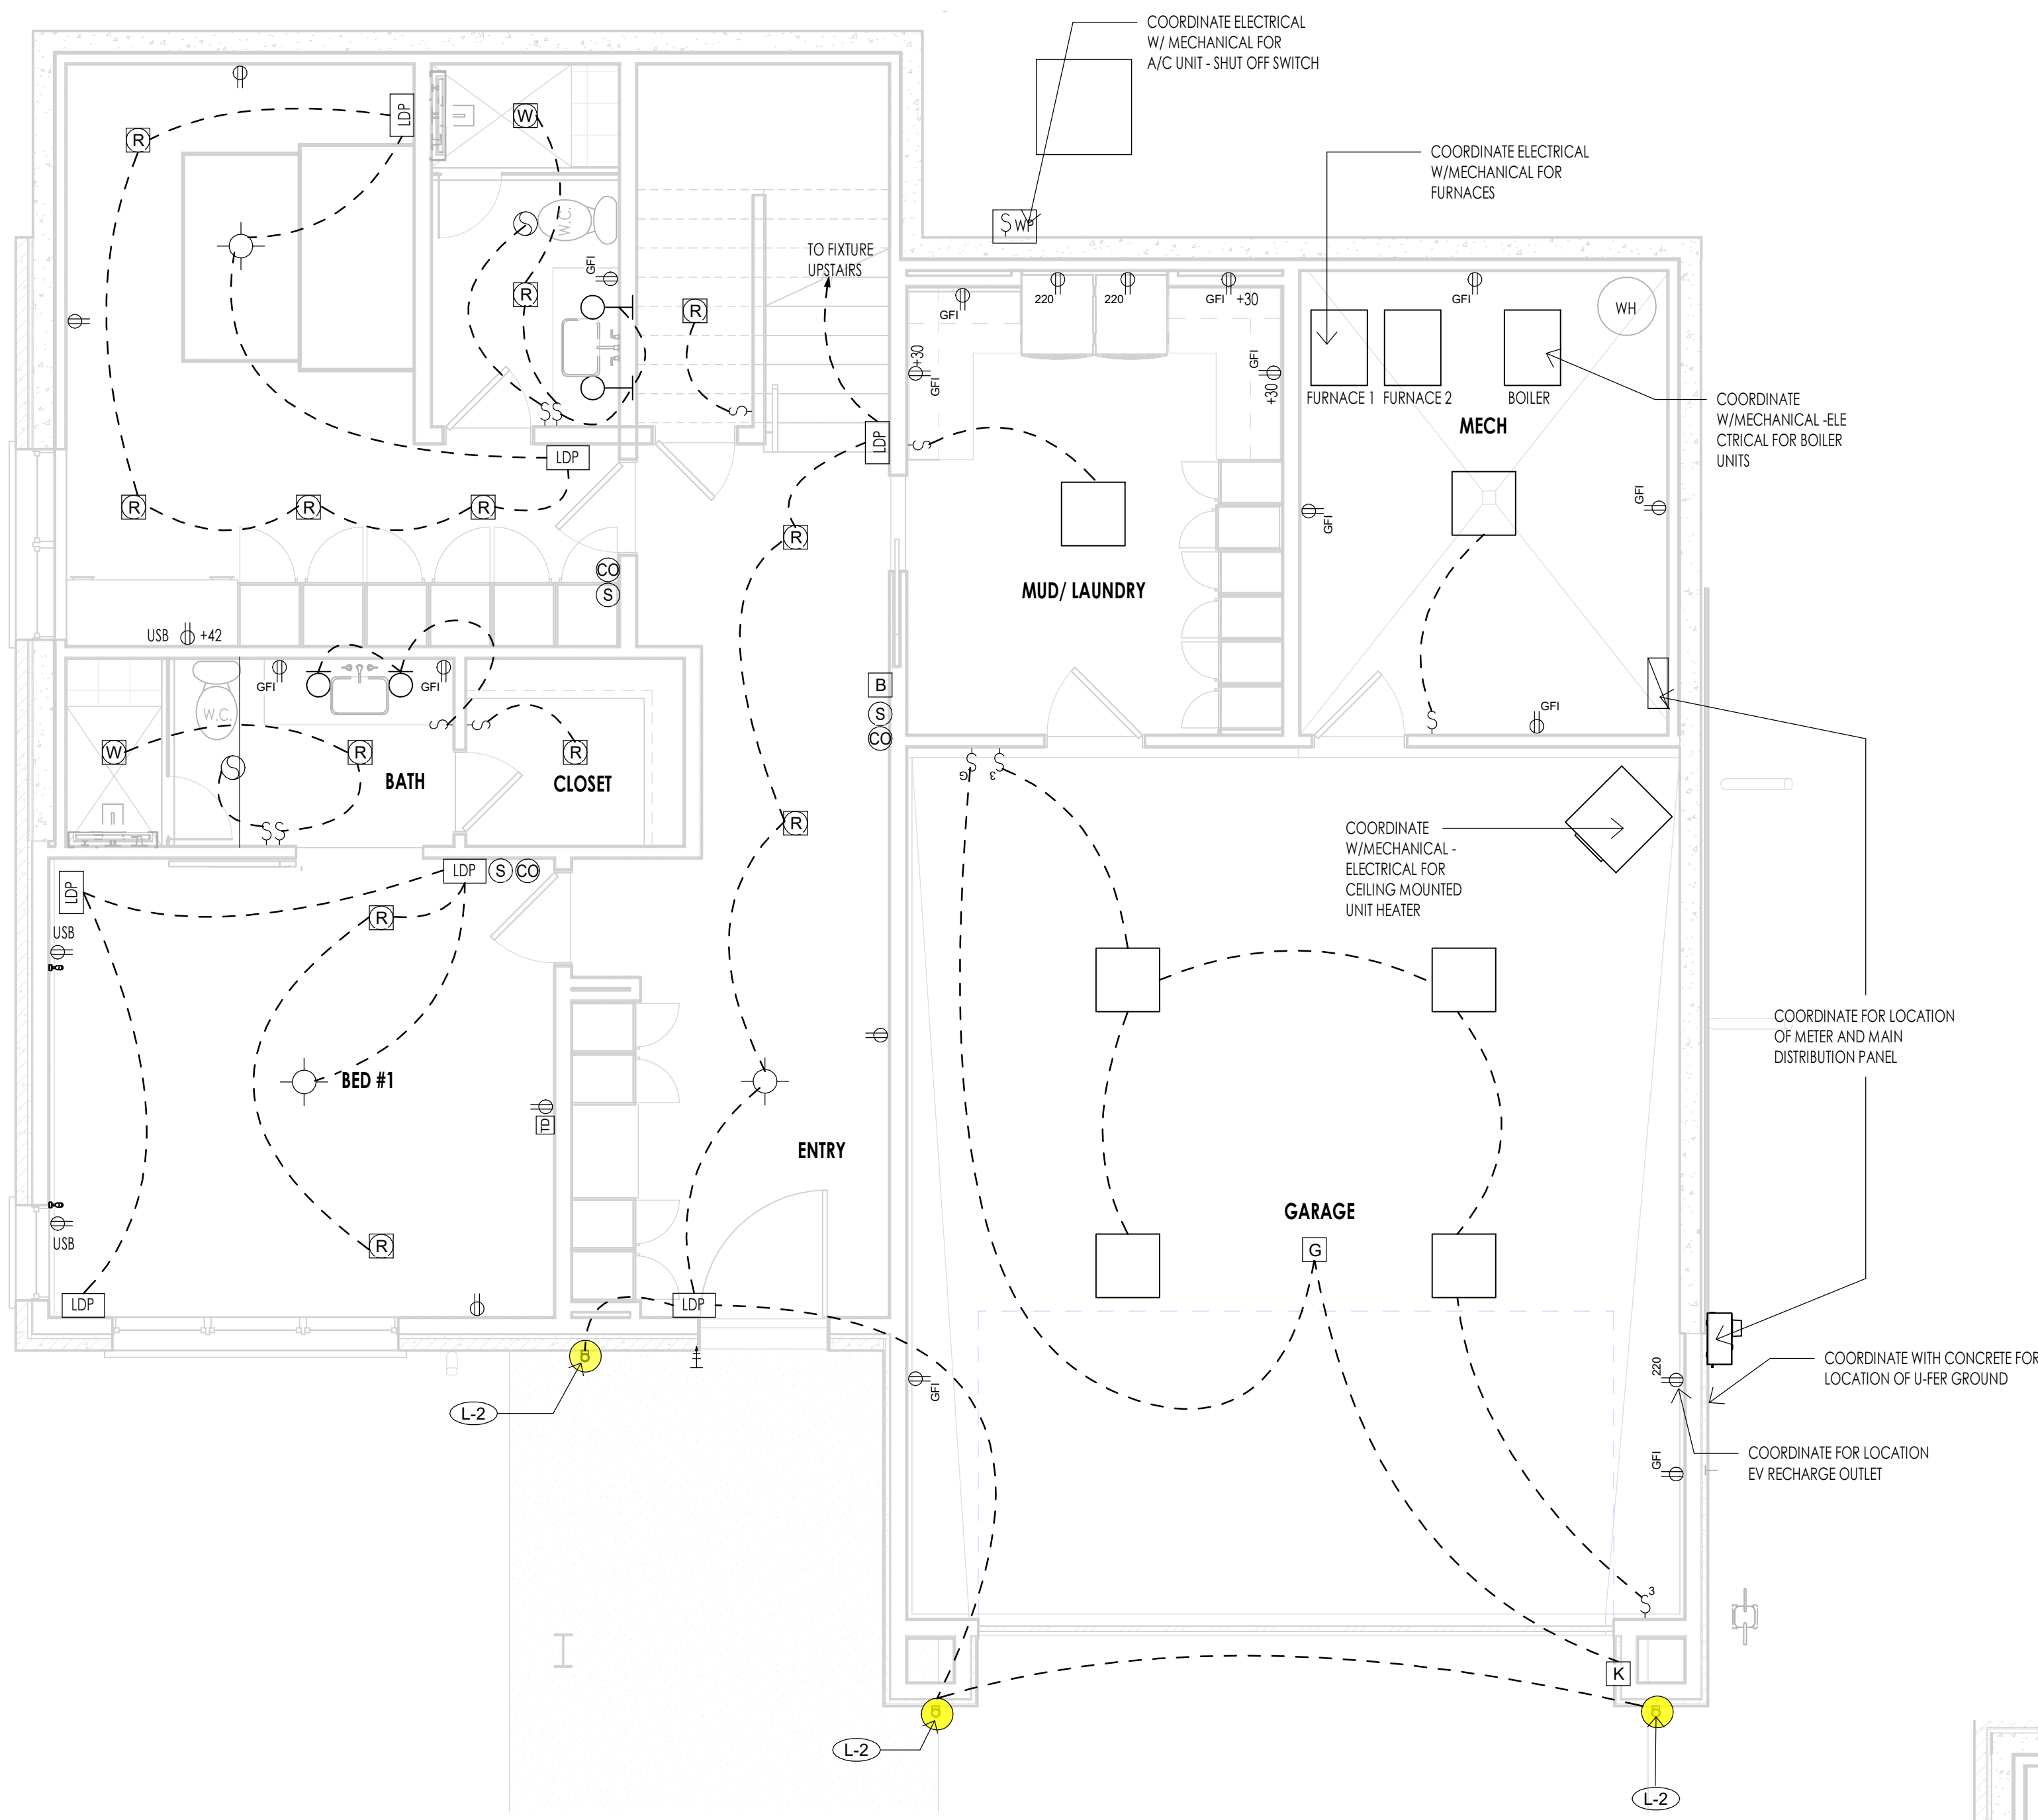 COORDINATE ELECTRICAL
W/ MECHANICAL FOR
A/C UNIT - SHUT OFF SWITCH
COORDINATE ELECTRICAL
W/MECHANICAL FOR
FURNACES
LDP
R
W
W.C.
GFI
R
R
TO FIXTURE
UPSTAIRS
S WP
GFI
220
220
GFI
+30
GFI
WH
+30
GFI
GFI
+30
FURNACE 1
FURNACE 2
BOILER
MECH
COORDINATE
W/MECHANICAL -ELE
CTRICAL FOR BOILER
UNITS
LDP
LDP
R
R
R
R
GFI
GFI
CO
S
MUD/ LAUNDRY
USB
+42
GFI
GFI
W.C.
B
S
CO
GFI
W
R
BATH
R
CLOSET
G
3
R
COORDINATE
W/MECHANICAL -
ELECTRICAL FOR
CEILING MOUNTED
UNIT HEATER
LDP
LDP
S
CO
R
USB
COORDINATE FOR LOCATION
OF METER AND MAIN
DISTRIBUTION PANEL
BED #1
TD
ENTRY
GARAGE
G
USB
R
LDP
LDP
220
COORDINATE WITH CONCRETE FOR
LOCATION OF U-FER GROUND
GFI
L-2
GFI
COORDINATE FOR LOCATION
EV RECHARGE OUTLET
3
K
L-2
L-2